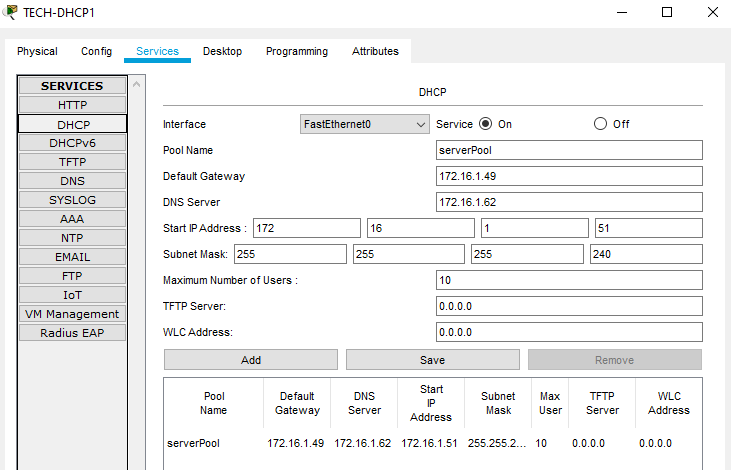 TECH-DHCP1
Physical Config Services Desktop Programming Attributes
SERVICES
HTTP
DHCP
DHCPv6
TFTP
DNS
SYSLOG
AAA
NTP
EMAIL
FTP
IoT
VM Management
Radius EAP
DHCP
Interface FastEthernet0 Service On Off
Pool Name serverPool
Default Gateway 172.16.1.49
DNS Server 172.16.1.62
Start IP Address : 172 16 1 51
Subnet Mask: 255 255 255 240
Maximum Number of Users : 10
TFTP Server: 0.0.0.0
WLC Address: 0.0.0.0
Add Save Remove
Pool Name Default Gateway DNS Server Start IP Address Subnet Mask Max User TFTP Server WLC Address
serverPool 172.16.1.49 172.16.1.62 172.16.1.51 255.255.2... 10 0.0.0.0 0.0.0.0